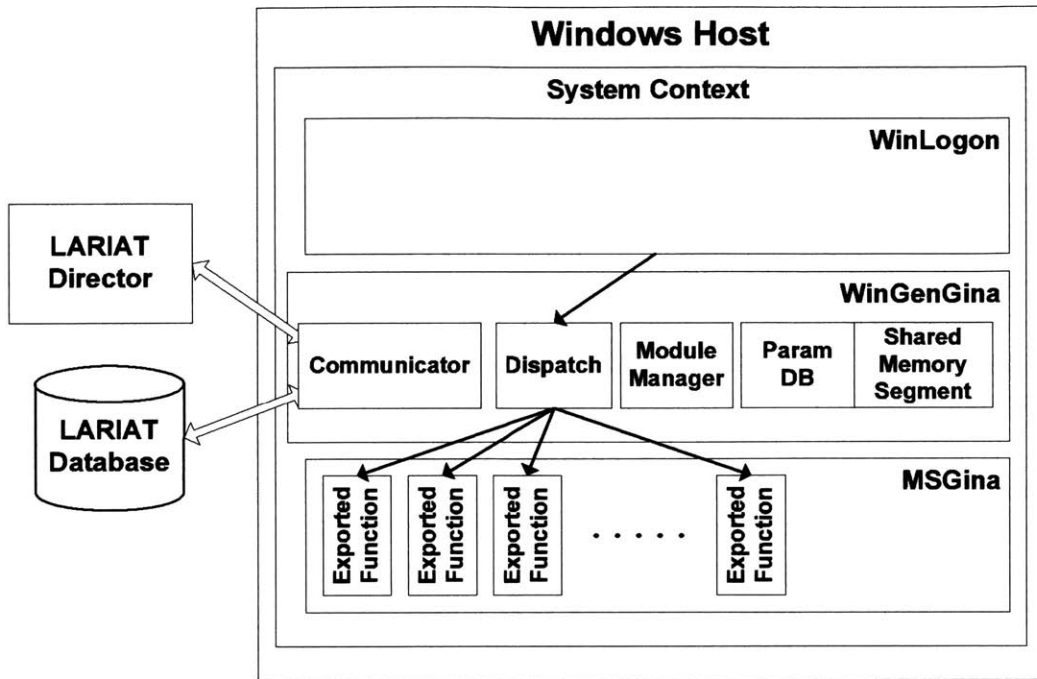 Windows Host
System Context
WinLogon
LARIAT
Director
WinGenGina
Communicator
Dispatch
Module
Manager
Param
DB
Shared
Memory
Segment
LARIAT
Database
MSGina
Exported
Function
Exported
Function
Exported
Function
. . . . .
Exported
Function